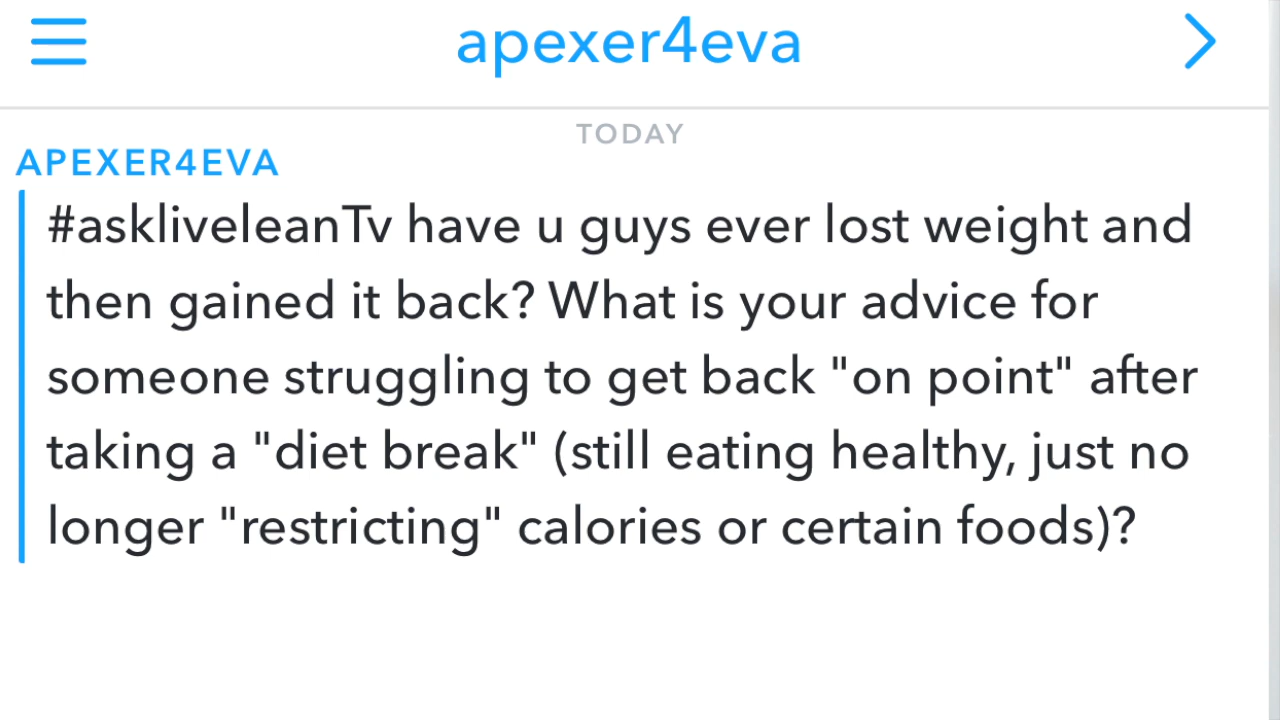 apexer4eva
TODAY
APEXER4EVA
#askliveleanTv have u guys ever lost weight and
then gained it back? What is your advice for
someone struggling to get back "on point" after
taking a "diet break" (still eating healthy, just no
longer "restricting" calories or certain foods)?